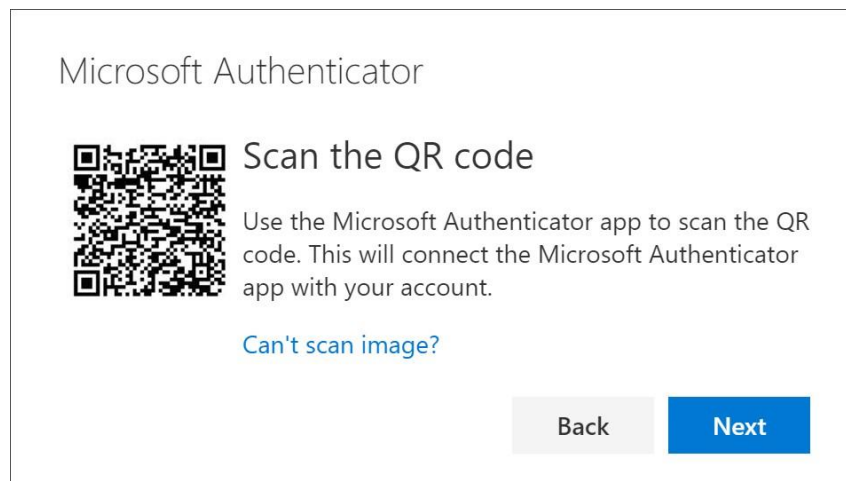 Microsoft Authenticator
Scan the QR code
Use the Microsoft Authenticator app to scan the QR
code. This will connect the Microsoft Authenticator
app with your account.
Can't scan image?
Back
Next